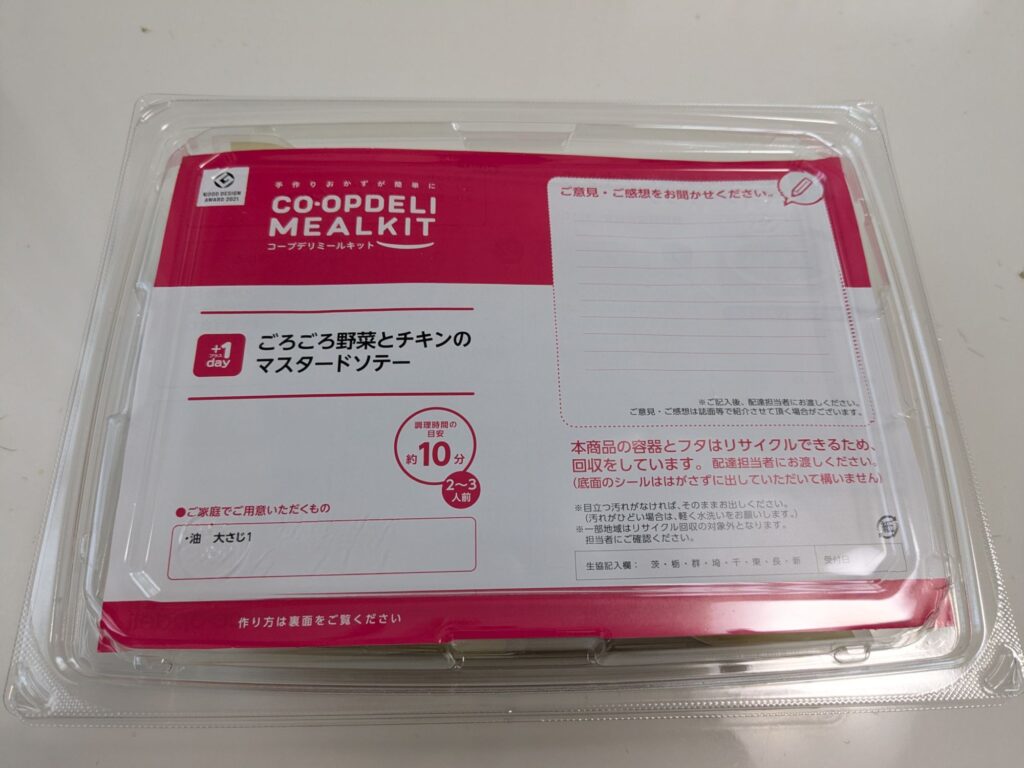 GOOD DESIGN
AWARD 2021
手作りおかずが簡単に
CO·OPDELI
MEALKIT
コープデリミールキット
+1
プラス
day
ごろごろ野菜とチキンの
マスタードソテー
調理時間の
目安
約10分
2〜3
人前
●ご家庭でご用意いただくもの
・油 大さじ1
作り方は裏面をご覧ください
ご意見・ご感想をお聞かせください。
※ご記入後、配達担当者にお渡しください。
ご意見・ご感想は誌面等で紹介させて頂く場合がございます。
本商品の容器とフタはリサイクルできるため、
回収をしています。配達担当者にお渡しください。
(底面のシールははがさずに出していただいて構いません)
※目立つ汚れがなければ、そのままお出しください。
(汚れがひどい場合は、軽く水洗いをお願いします。)
※一部地域はリサイクル回収の対象外となります。
担当者にご確認ください。
生協記入欄: 茨・栃・群・埼・千・東・長・新 受付日